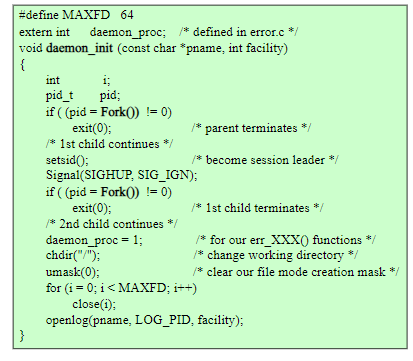 #define MAXFD   64
extern int      daemon_proc;   /* defined in error.c */
void daemon_init (const char *pname, int facility)
{
        int             i;
        pid_t        pid;
        if ( (pid = Fork())  != 0)
                exit(0);                        /* parent terminates */
        /* 1st child continues */
        setsid();                               /* become session leader */
        Signal(SIGHUP, SIG_IGN);
        if ( (pid = Fork())  != 0)
                exit(0);                        /* 1st child terminates */
        /* 2nd child continues */
        daemon_proc = 1;                /* for our err_XXX() functions */
        chdir("/");                             /* change working directory */
        umask(0);                             /* clear our file mode creation mask */
        for (i = 0; i < MAXFD; i++)
                close(i);
        openlog(pname, LOG_PID, facility);
}